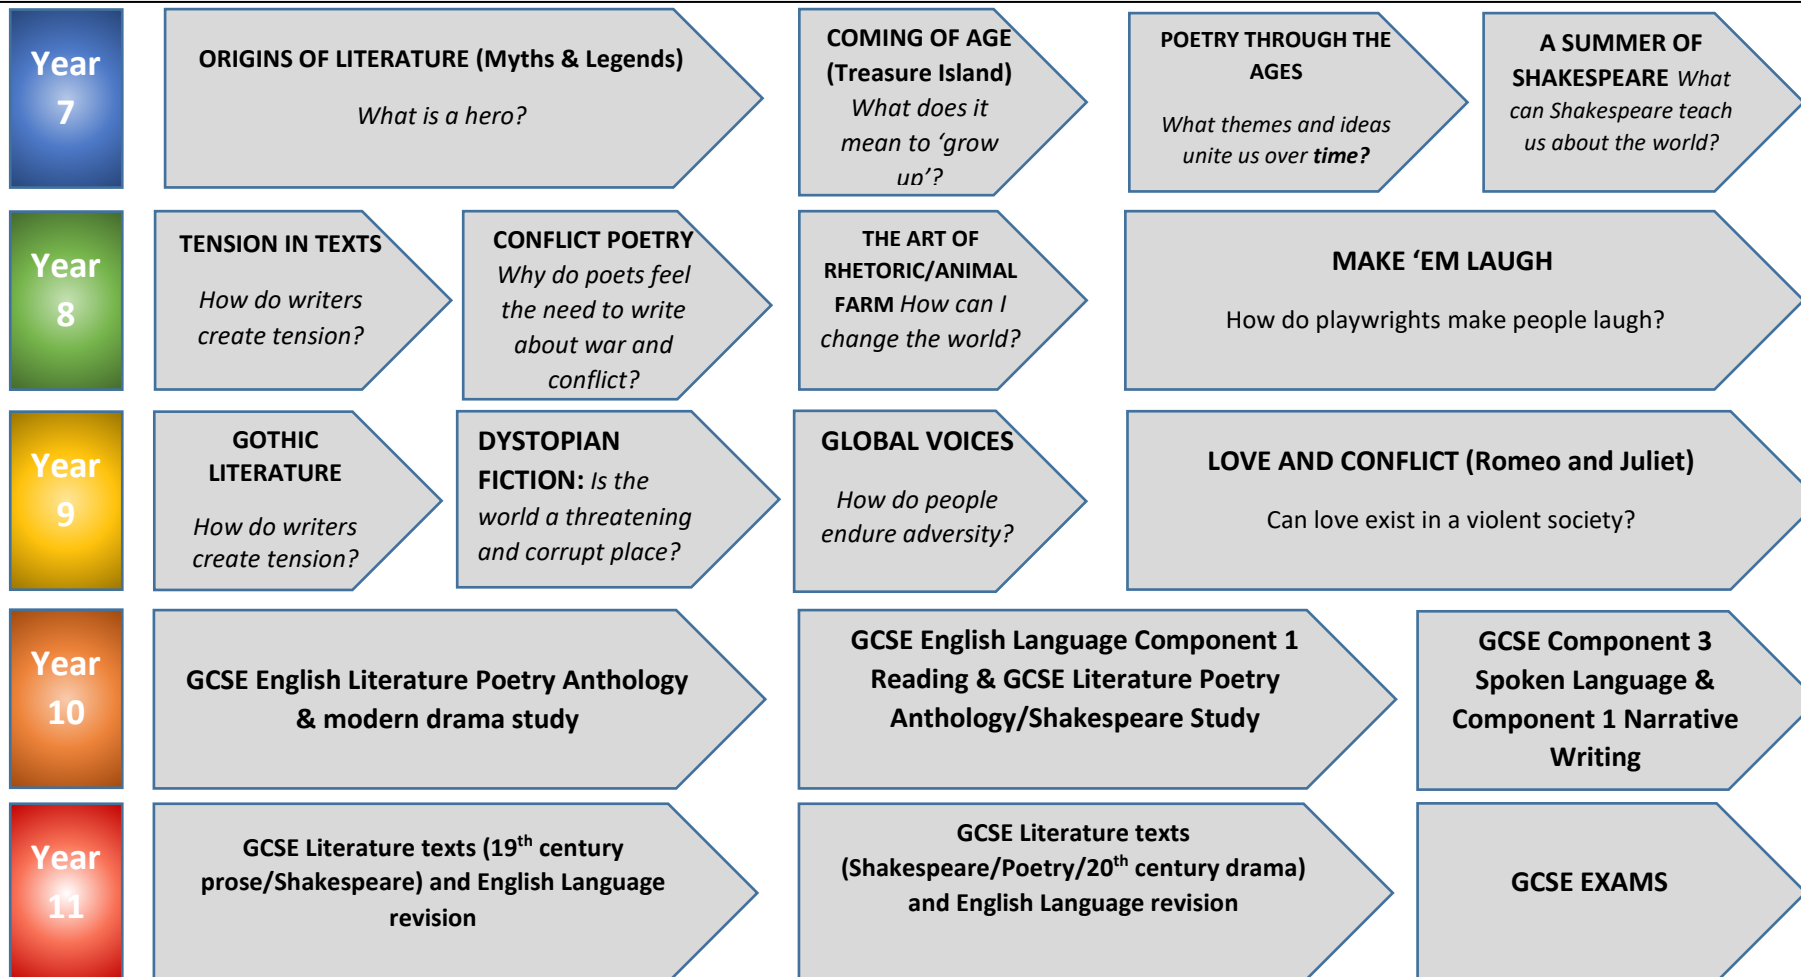 Year
7
ORIGINS OF LITERATURE (Myths & Legends)
What is a hero?
COMING OF AGE
(Treasure Island)
What does it
mean to ‘grow
up’?
POETRY THROUGH THE
AGES
What themes and ideas
unite us over time?
A SUMMER OF
SHAKESPEARE What
can Shakespeare teach
us about the world?
Year
8
TENSION IN TEXTS
How do writers
create tension?
CONFLICT POETRY
Why do poets feel
the need to write
about war and
conflict?
THE ART OF
RHETORIC/ANIMAL
FARM How can I
change the world?
MAKE ‘EM LAUGH
How do playwrights make people laugh?
Year
9
GOTHIC
LITERATURE
How do writers
create tension?
DYSTOPIAN
FICTION: Is the
world a threatening
and corrupt place?
GLOBAL VOICES
How do people
endure adversity?
LOVE AND CONFLICT (Romeo and Juliet)
Can love exist in a violent society?
Year
10
GCSE English Literature Poetry Anthology
& modern drama study
GCSE English Language Component 1
Reading & GCSE Literature Poetry
Anthology/Shakespeare Study
GCSE Component 3
Spoken Language &
Component 1 Narrative
Writing
Year
11
GCSE Literature texts (19th century
prose/Shakespeare) and English Language
revision
GCSE Literature texts
(Shakespeare/Poetry/20th century drama)
and English Language revision
GCSE EXAMS